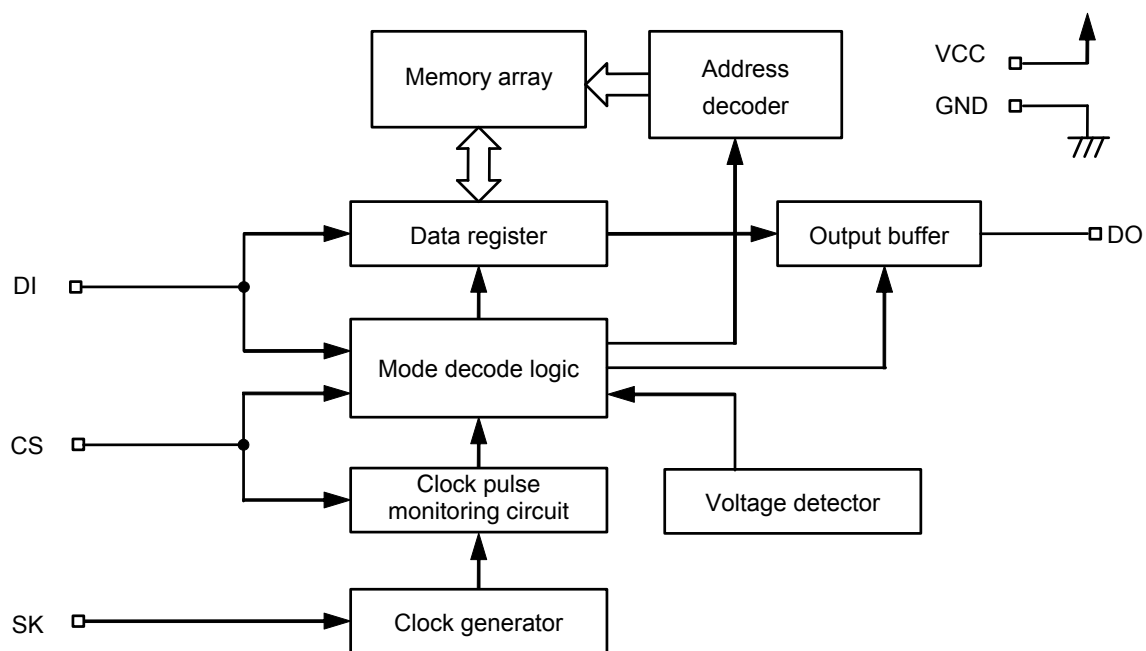 Memory array
Address
decoder
VCC
GND
Data register
Output buffer
DO
DI
Mode decode logic
CS
Clock pulse
monitoring circuit
Voltage detector
SK
Clock generator